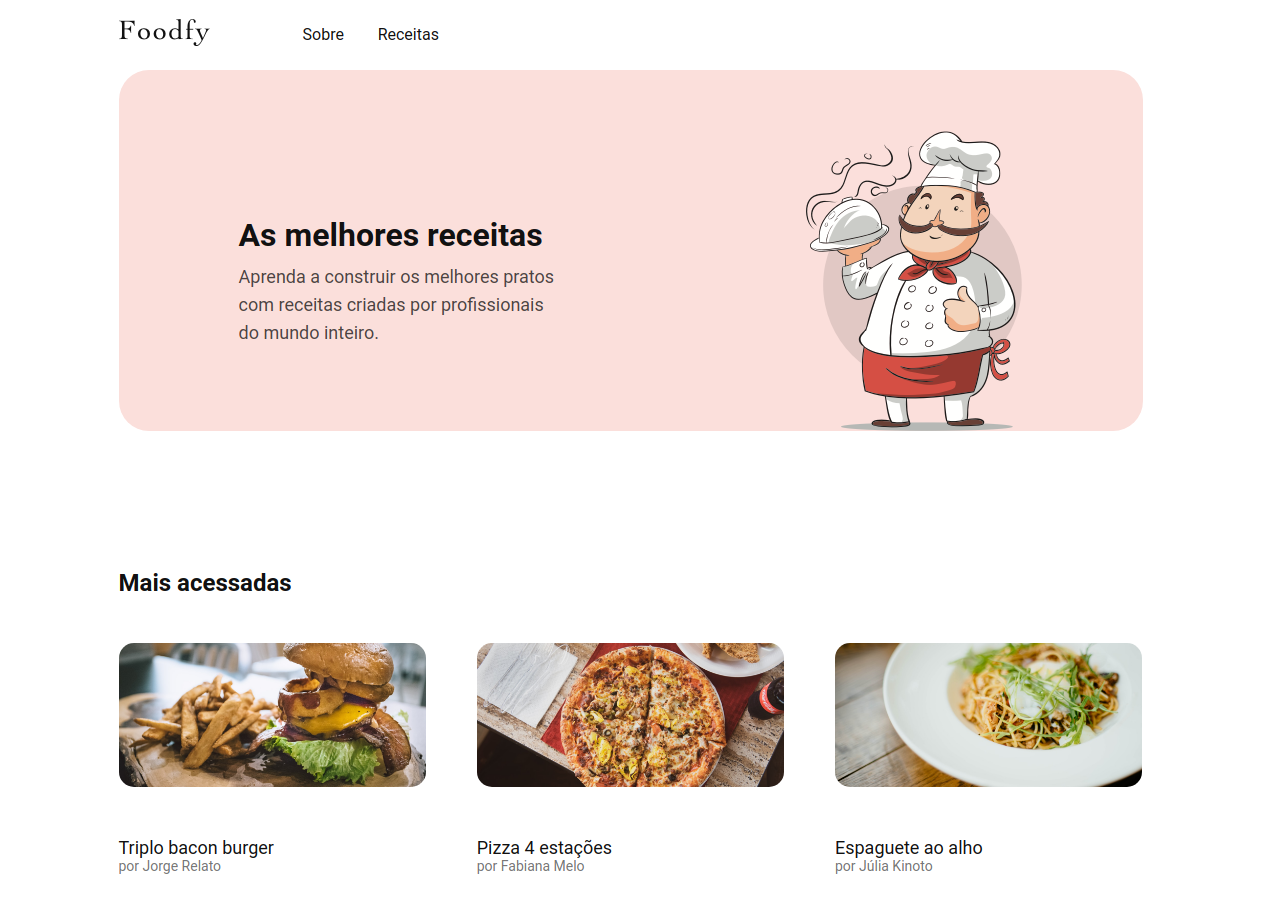 Foodfy
Sobre
Receitas
As melhores receitas
Aprenda a construir os melhores pratos
com receitas criadas por profissionais
do mundo inteiro.
Mais acessadas
Triplo bacon burger
por Jorge Relato
Pizza 4 estações
por Fabiana Melo
Espaguete ao alho
por Júlia Kinoto